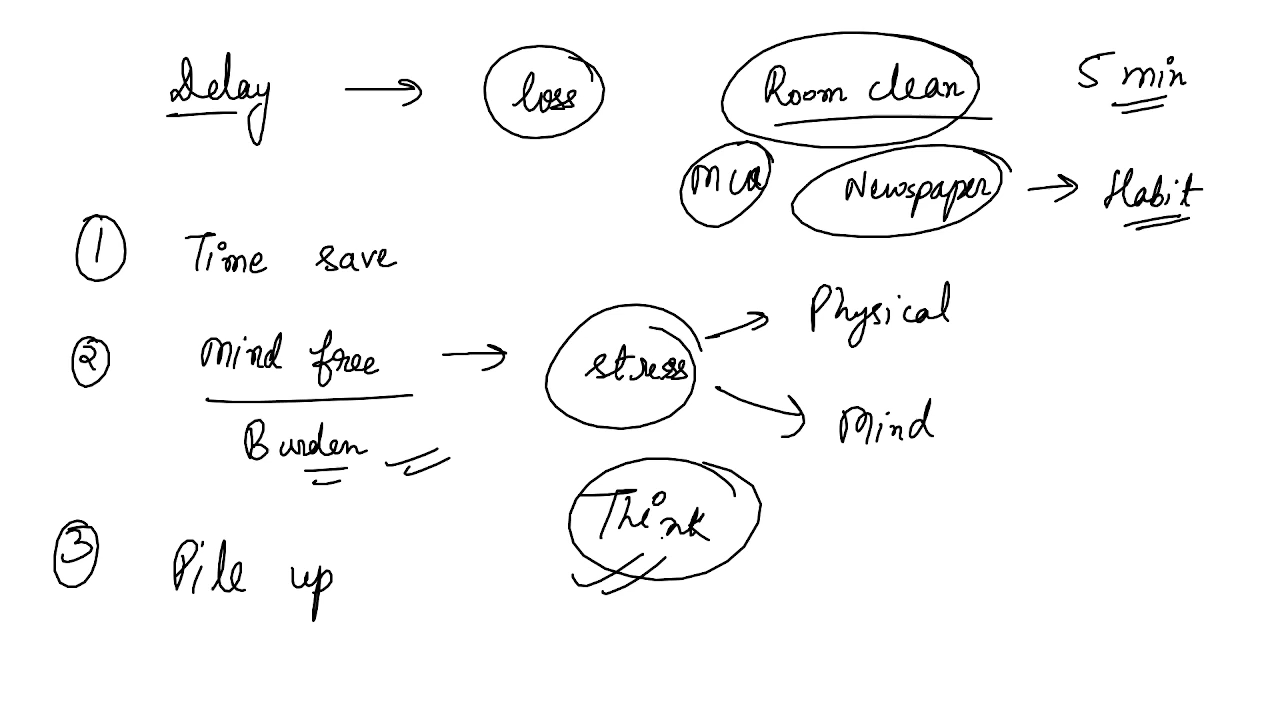 Delay → loss Room clean 5 min
MCQ Newspaper → Habit
1 Time save
Physical
2 Mind free → stress
Mind
Burden
Think
3 Pile up